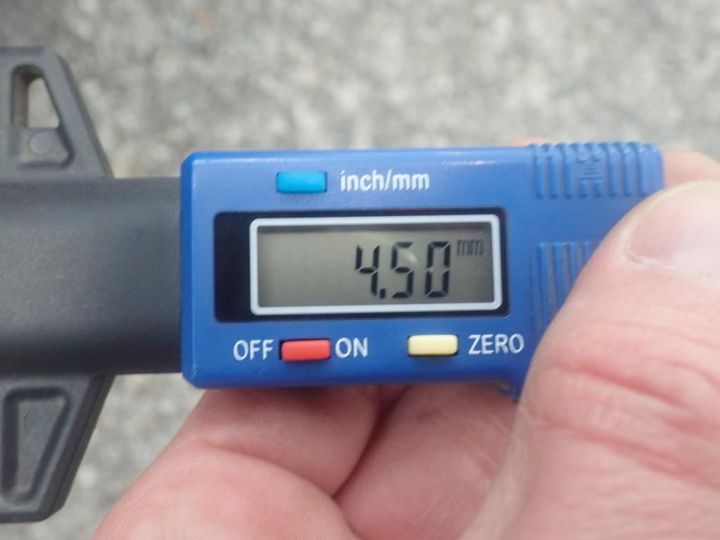 inch/mm
4.50 mm
OFF ON ZERO